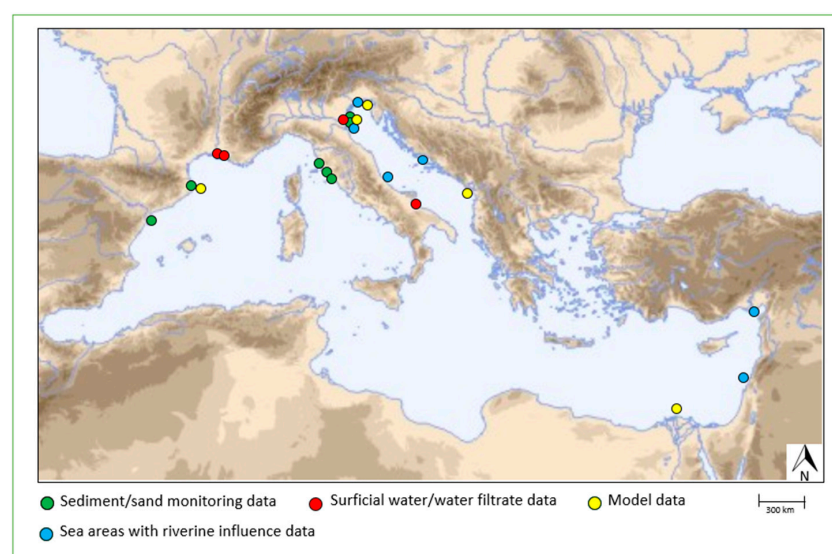 N
Sediment/sand monitoring data Surficial water/water filtrate data Model data
300 km
Sea areas with riverine influence data